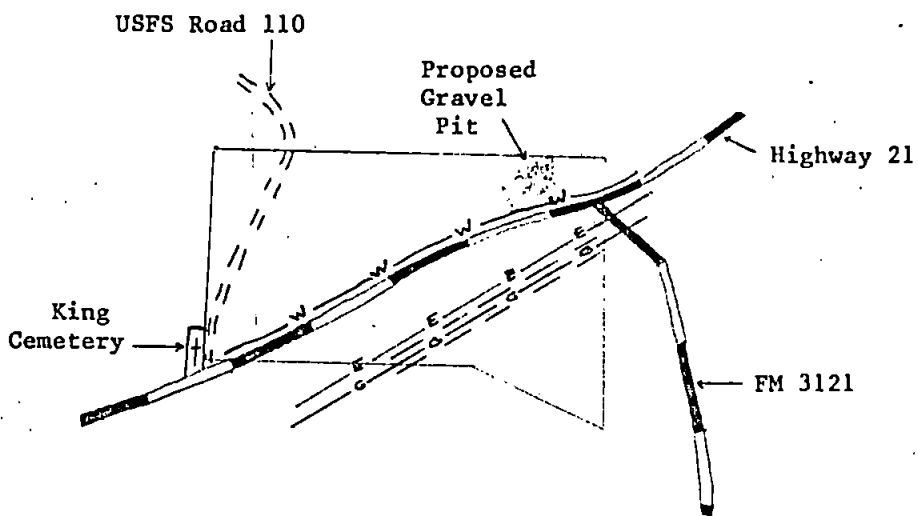 USFS Road 110
Proposed
Gravel
Pit
Highway 21
W
W
W
W
W
E
E
E
E
G
G
G
G
King
Cemetery
FM 3121